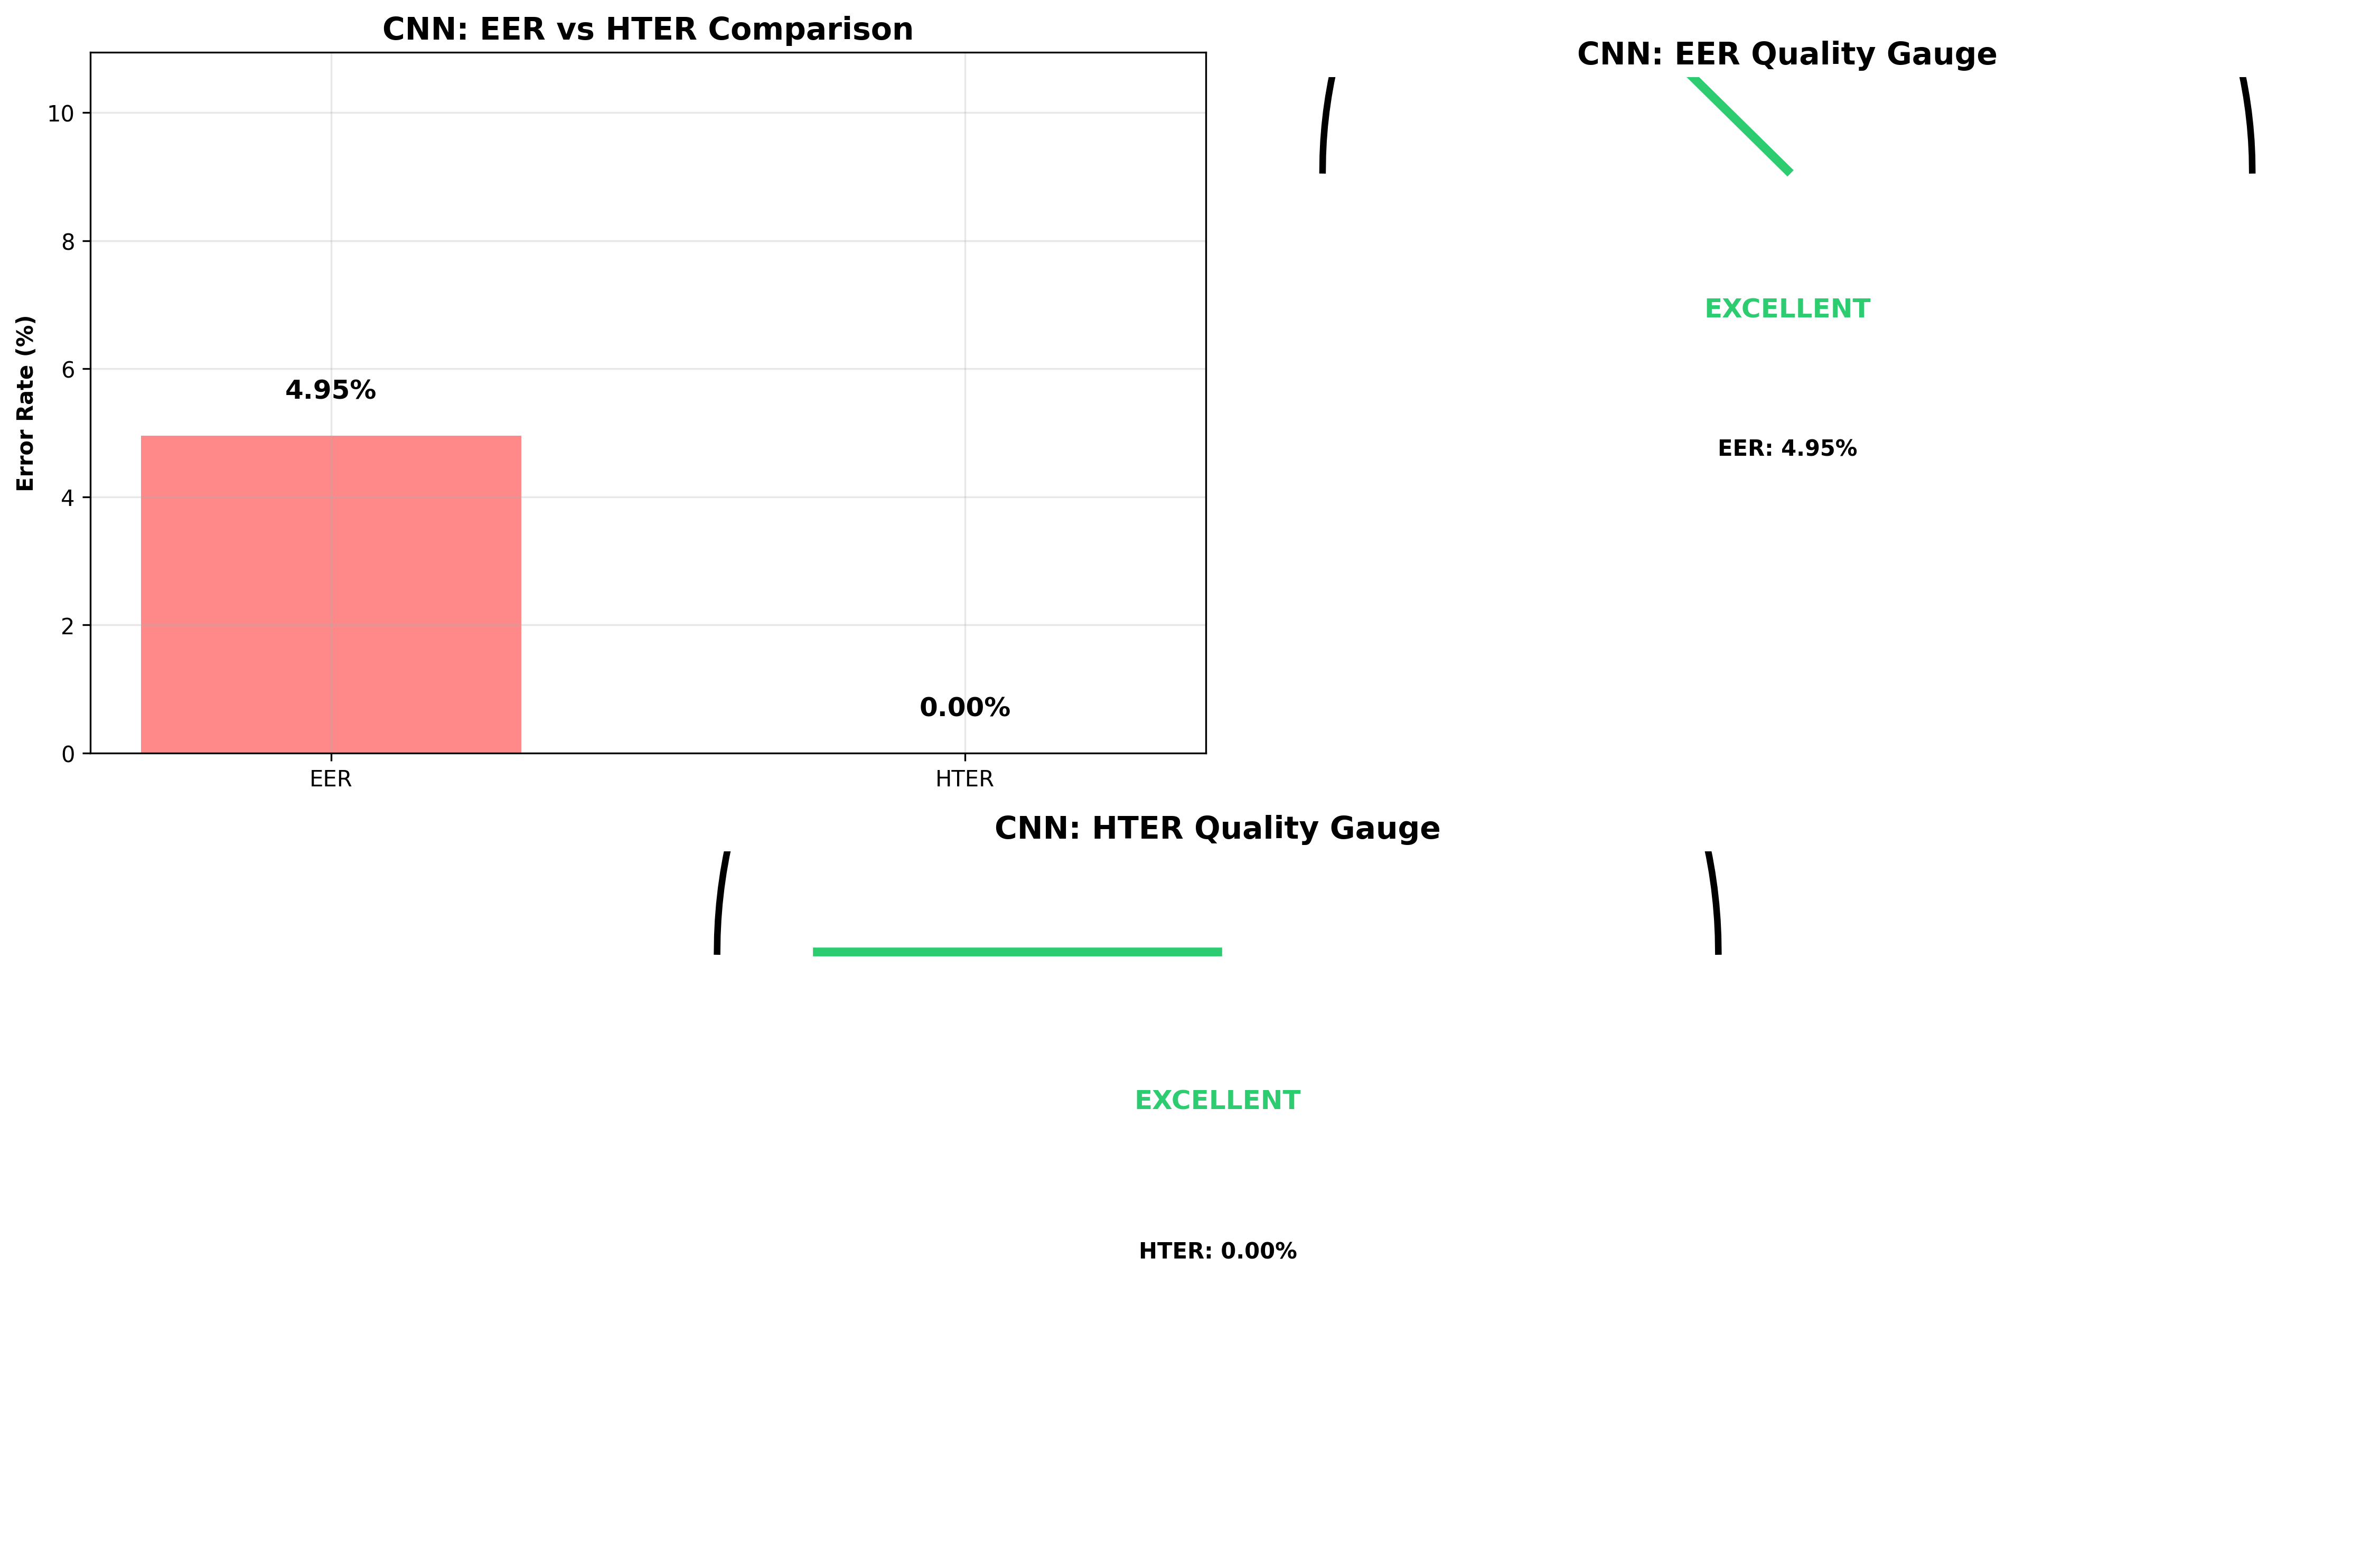 CNN: EER vs HTER Comparison
Error Rate (%)
10
8
6
4
2
0
4.95%
0.00%
EER
HTER
CNN: EER Quality Gauge
EXCELLENT
EER: 4.95%
CNN: HTER Quality Gauge
EXCELLENT
HTER: 0.00%